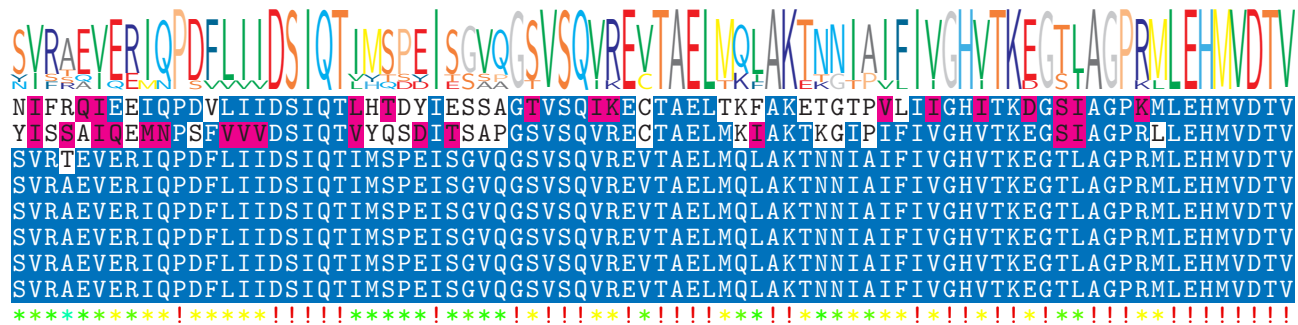 SVRAEVERIQPDFLIIDSIQTIMSPEISGVQGSVSQVREVTAELMQLAKTNNIAIFIVGHVTKEGTLAGPRMLEHMVDTV
NIFRQIEEIQPDVLIIDSIQTLHTDYIESSAGTVSQIKECTAELTKFAKETGTPVLIIGHITKDGSIAGPKMLEHMVDTV
YISSAIQEMNPSFVVVDSIQTVYQSDITSAPGSVSQVRECTAELMKIAKTKGIPIFIVGHVTKEGSIAGPRLLEHMVDTV
SVRTEVERIQPDFLIIDSIQTIMSPEISGVQGSVSQVREVTAELMQLAKTNNIAIFIVGHVTKEGTLAGPRMLEHMVDTV
SVRAEVERIQPDFLIIDSIQTIMSPEISGVQGSVSQVREVTAELMQLAKTNNIAIFIVGHVTKEGTLAGPRMLEHMVDTV
SVRAEVERIQPDFLIIDSIQTIMSPEISGVQGSVSQVREVTAELMQLAKTNNIAIFIVGHVTKEGTLAGPRMLEHMVDTV
SVRAEVERIQPDFLIIDSIQTIMSPEISGVQGSVSQVREVTAELMQLAKTNNIAIFIVGHVTKEGTLAGPRMLEHMVDTV
SVRAEVERIQPDFLIIDSIQTIMSPEISGVQGSVSQVREVTAELMQLAKTNNIAIFIVGHVTKEGTLAGPRMLEHMVDTV
SVRAEVERIQPDFLIIDSIQTIMSPEISGVQGSVSQVREVTAELMQLAKTNNIAIFIVGHVTKEGTLAGPRMLEHMVDTV
**********!*****!!!!!*****!****!*!!!**!*!!!!***!!*******!*!!*!!*!**!!!**!!!!!!!!